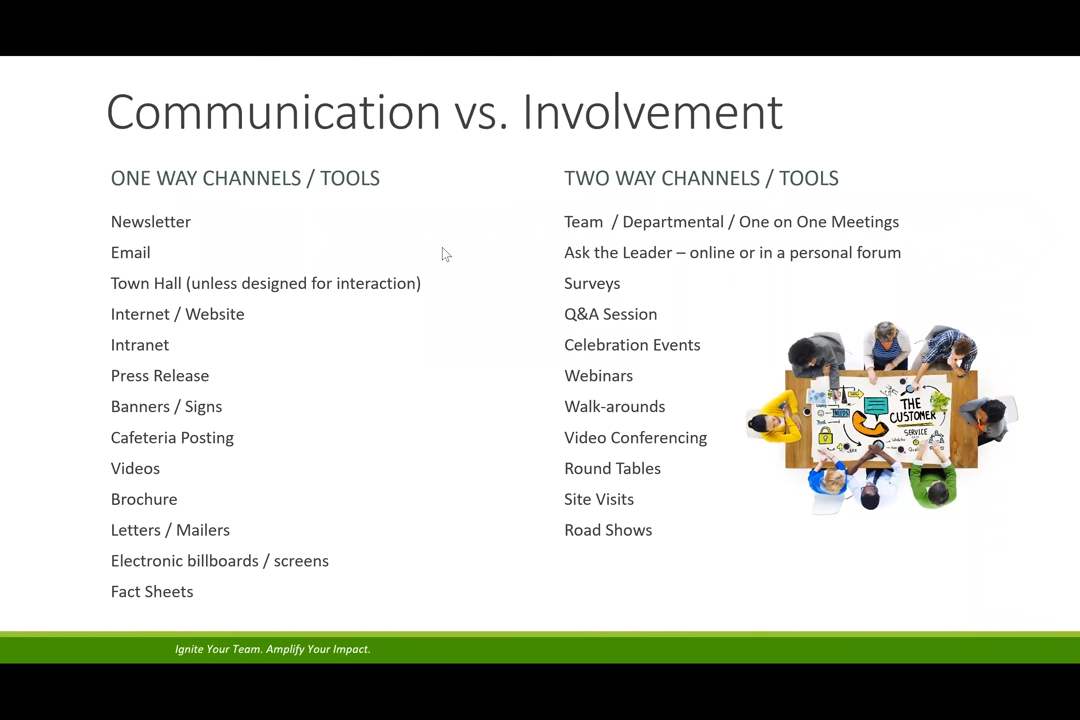 Communication vs. Involvement
ONE WAY CHANNELS / TOOLS
Newsletter
Email
Town Hall (unless designed for interaction)
Internet / Website
Intranet
Press Release
Banners / Signs
Cafeteria Posting
Videos
Brochure
Letters / Mailers
Electronic billboards / screens
Fact Sheets
TWO WAY CHANNELS / TOOLS
Team / Departmental / One on One Meetings
Ask the Leader – online or in a personal forum
Surveys
Q&A Session
Celebration Events
Webinars
Walk-arounds
Video Conferencing
Round Tables
Site Visits
Road Shows
THE
CUSTOMER
SERVICE
Ignite Your Team. Amplify Your Impact.